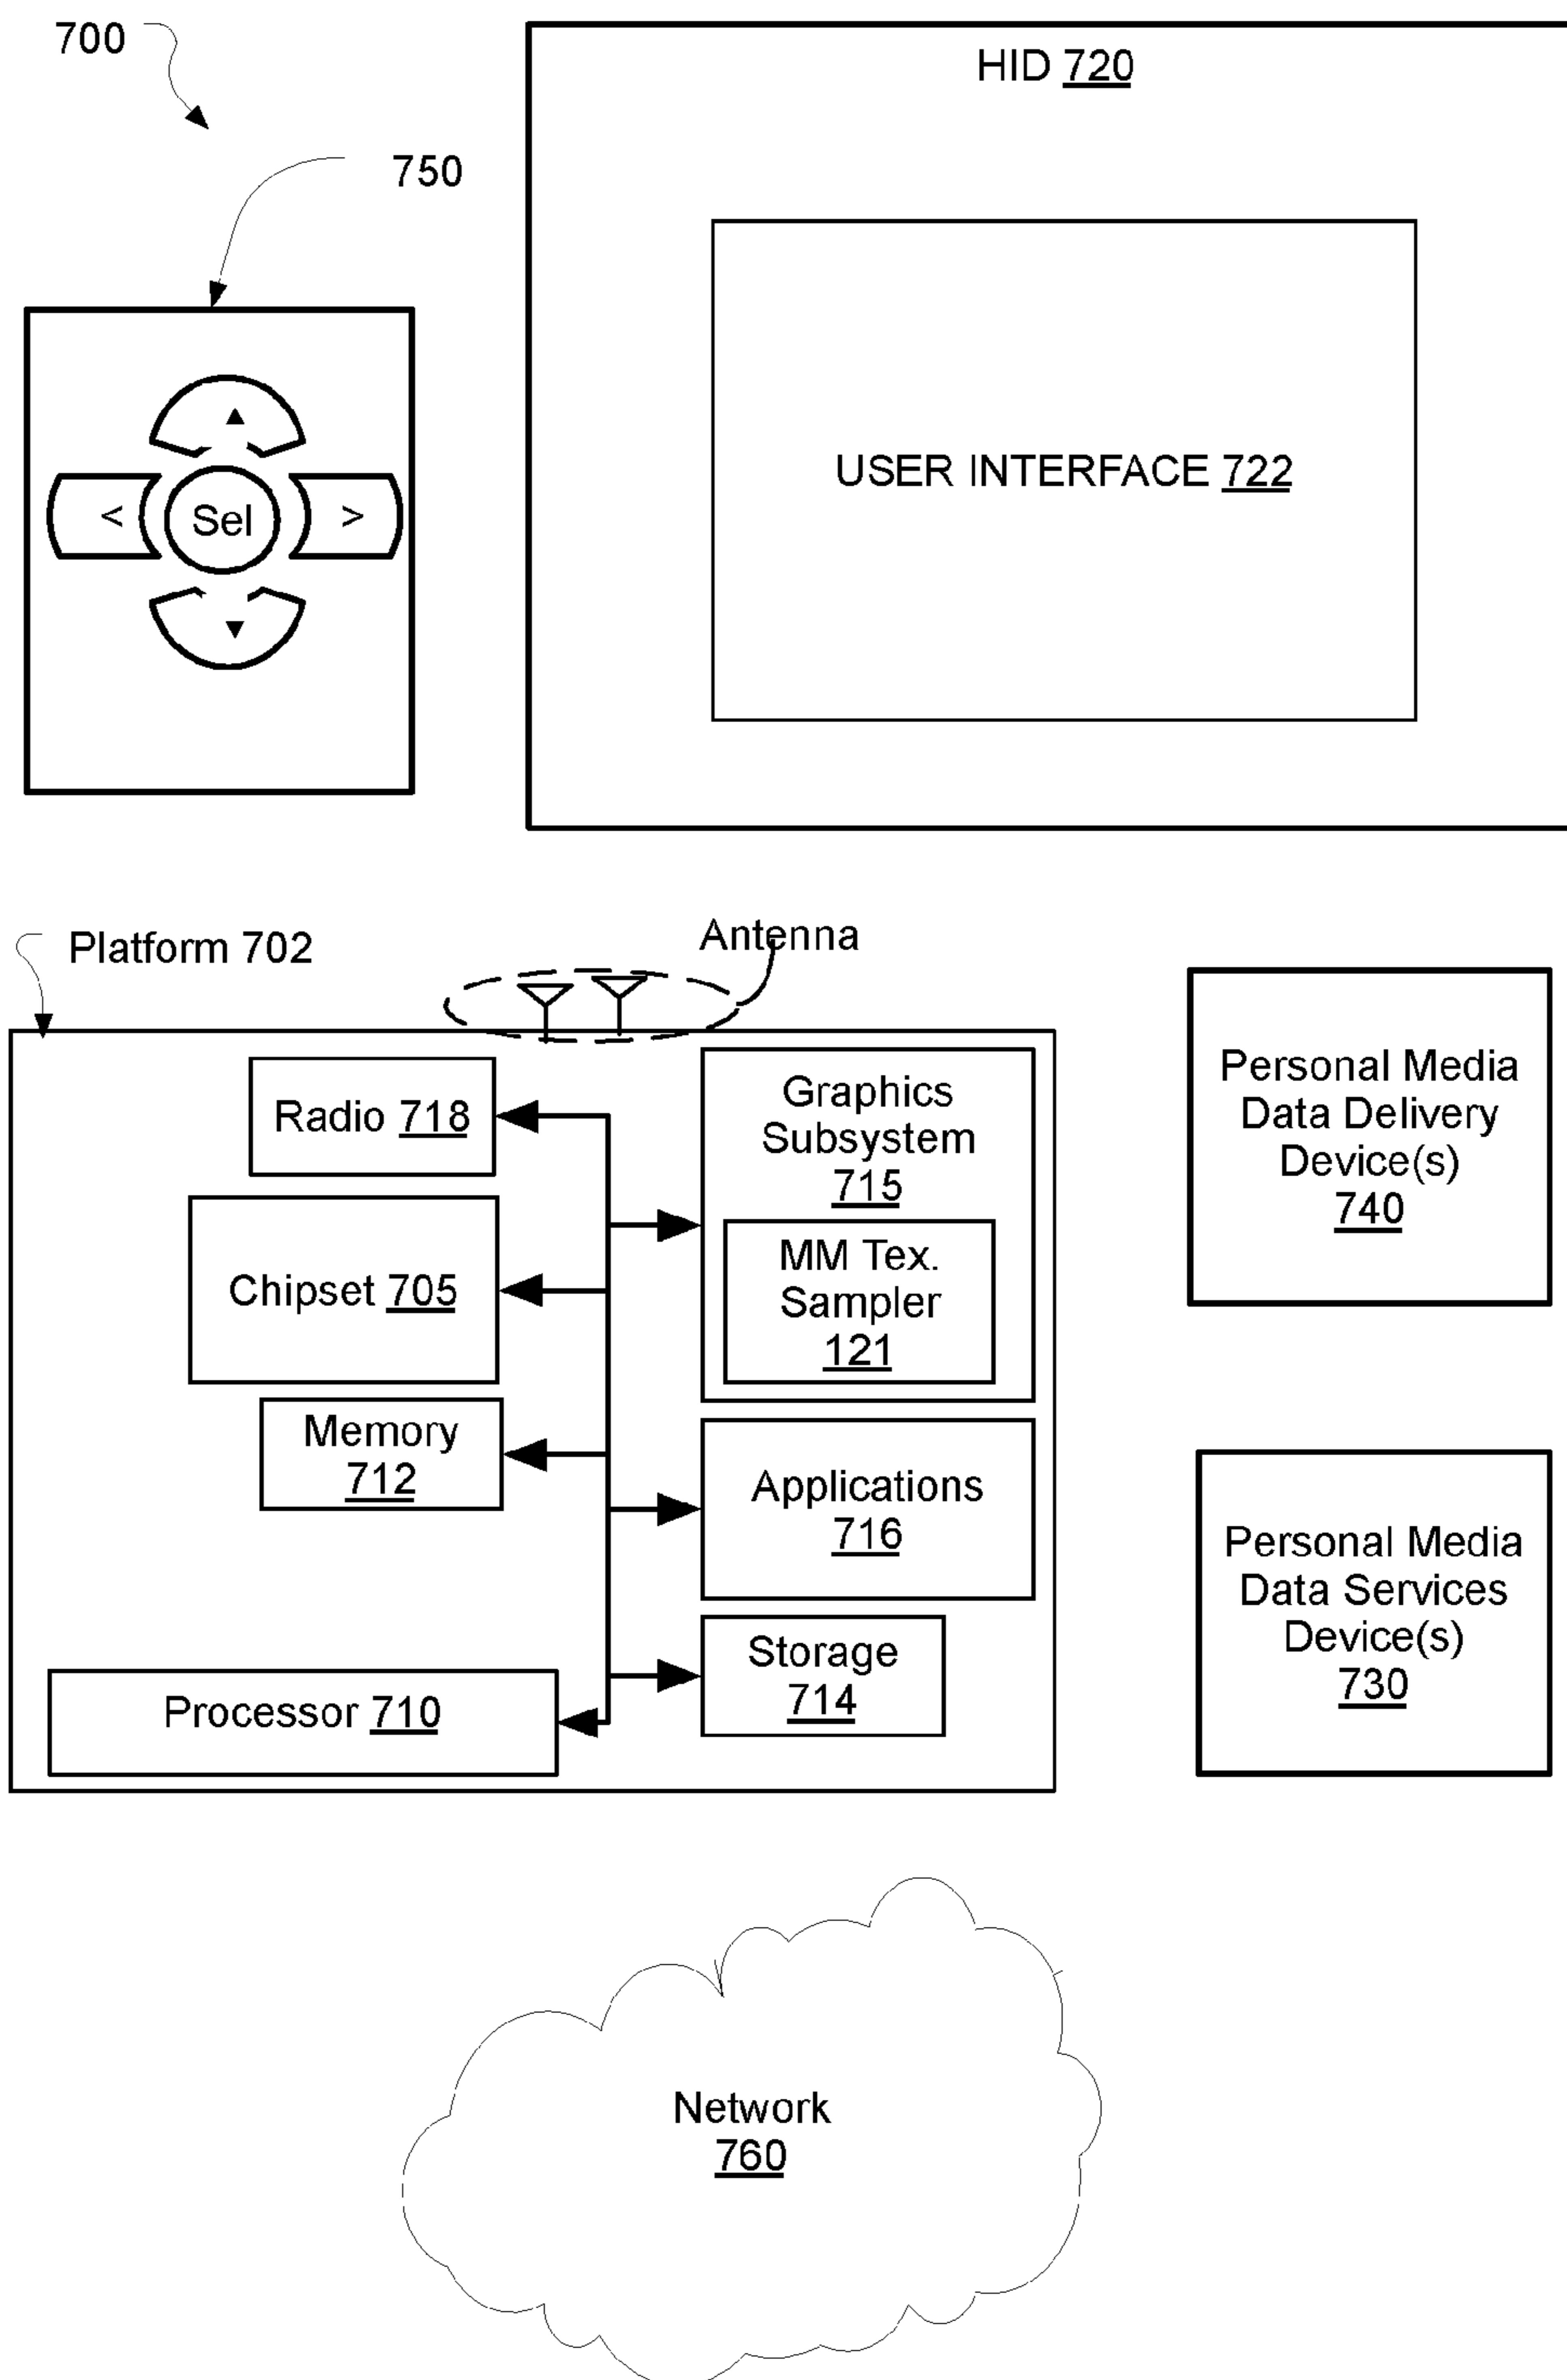 700
HID 720
750
USER INTERFACE 722
<
Sel
>
Platform 702
Antenna
Radio 718
Graphics
Subsystem
715
MM Tex.
Sampler
121
Chipset 705
Memory
712
Applications
716
Storage
714
Processor 710
Personal Media
Data Delivery
Device(s)
740
Personal Media
Data Services
Device(s)
730
Network
760